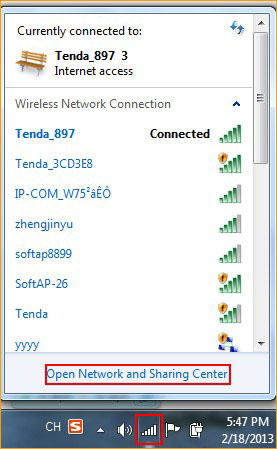 Currently connected to:
Tenda_897 3
Internet access
Wireless Network Connection
Tenda_897 Connected
Tenda_3CD3E8
IP-COM_W75²âÊÔ
zhengjinyu
softap8899
SoftAP-26
Tenda
yyyy
Open Network and Sharing Center
CH S
5:47 PM
2/18/2013